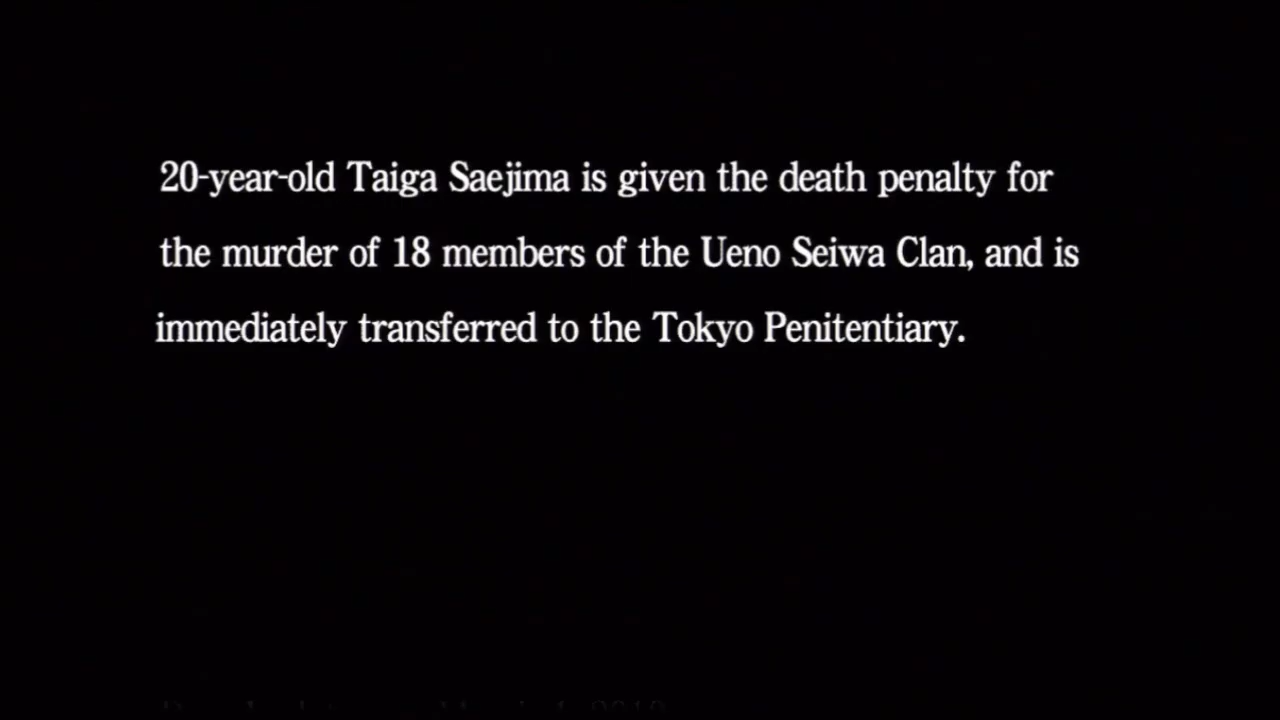 20-year-old Taiga Saejima is given the death penalty for
the murder of 18 members of the Ueno Seiwa Clan, and is
immediately transferred to the Tokyo Penitentiary.